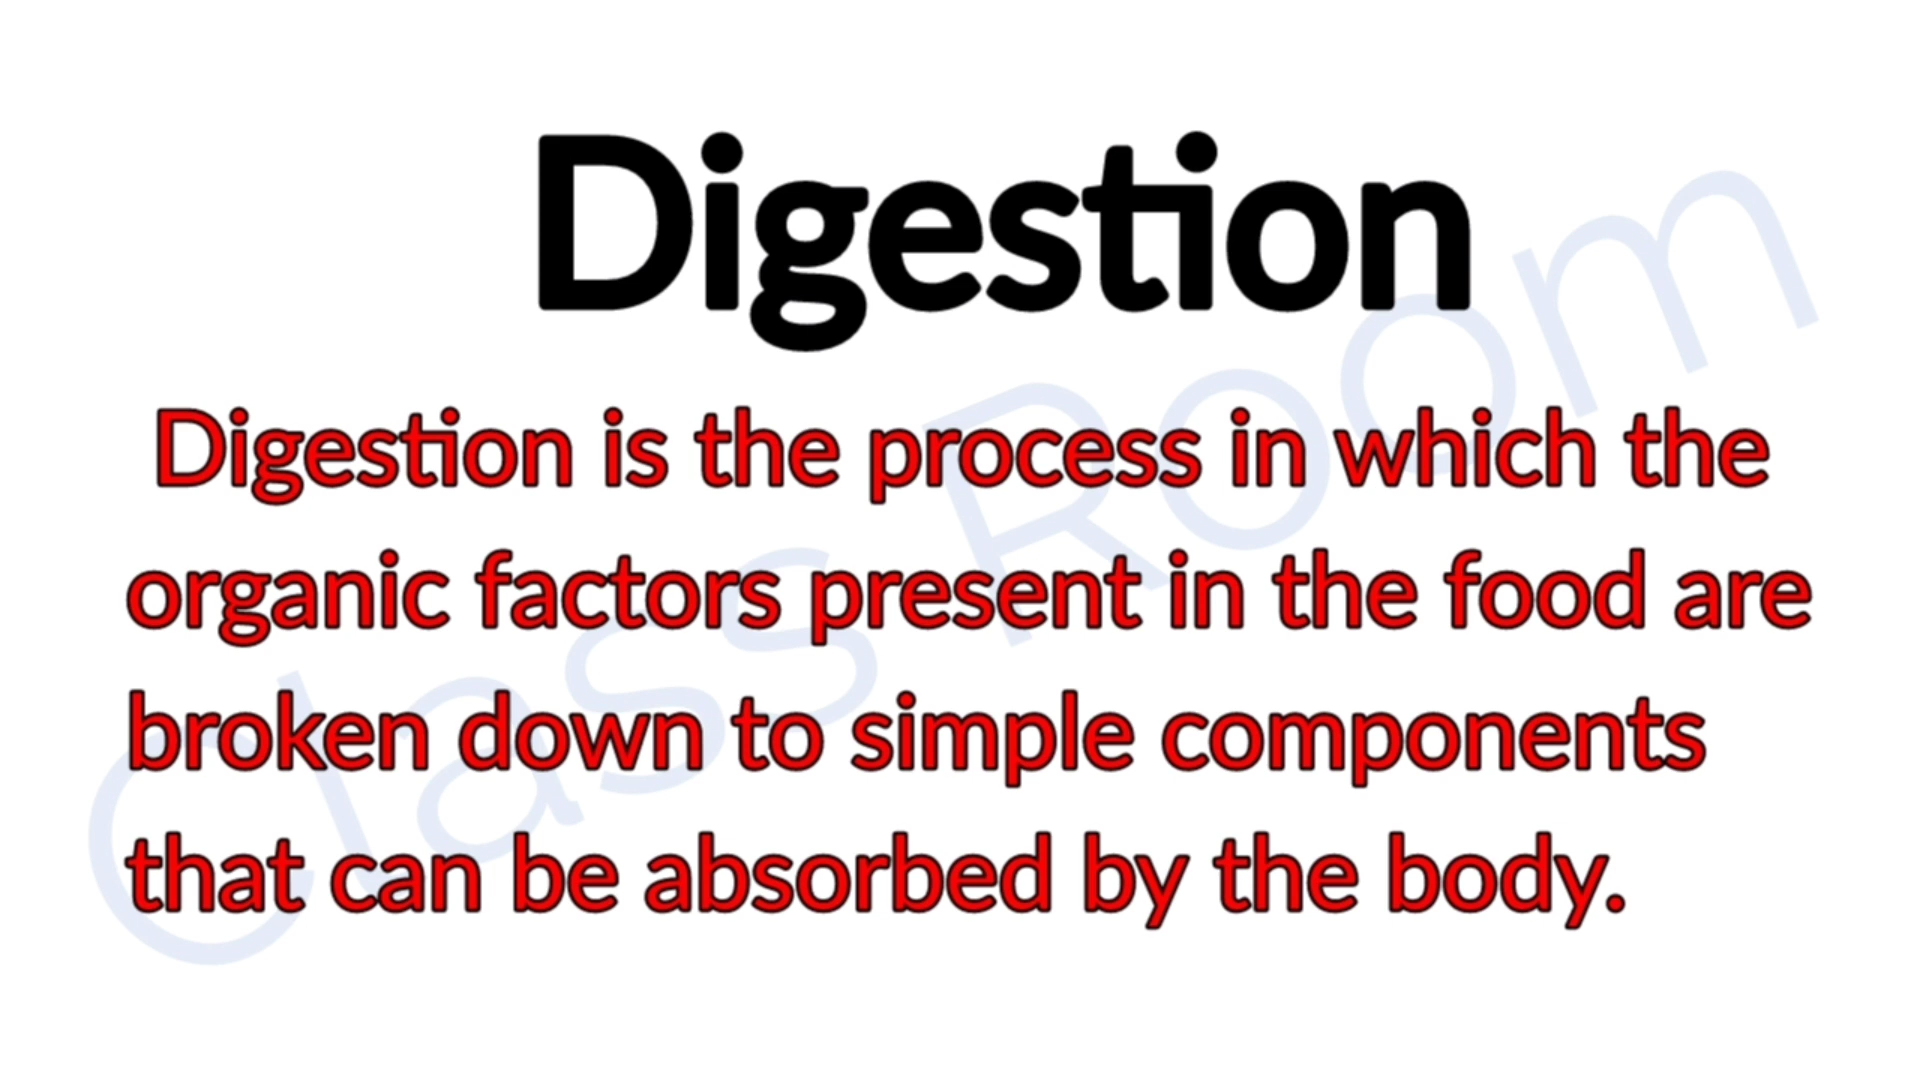 Digestion
Digestion is the process in which the
organic factors present in the food are
broken down to simple components
that can be absorbed by the body.
Class Room